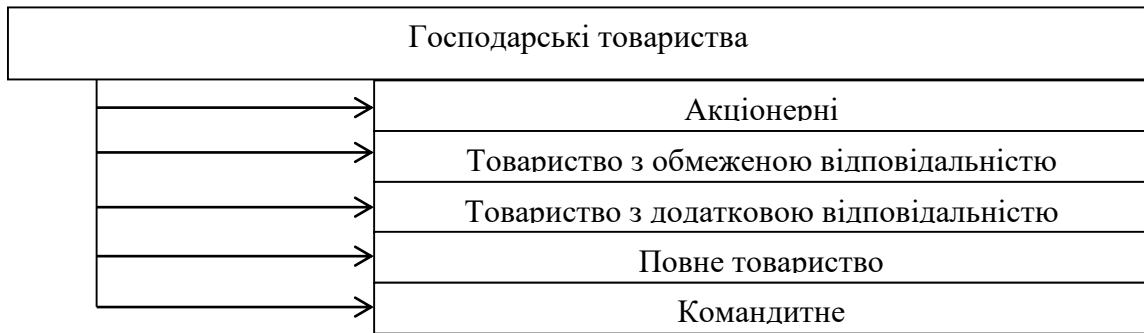 Господарські товариства
Акціонерні
Товариство з обмеженою відповідальністю
Товариство з додатковою відповідальністю
Повне товариство
Командитне